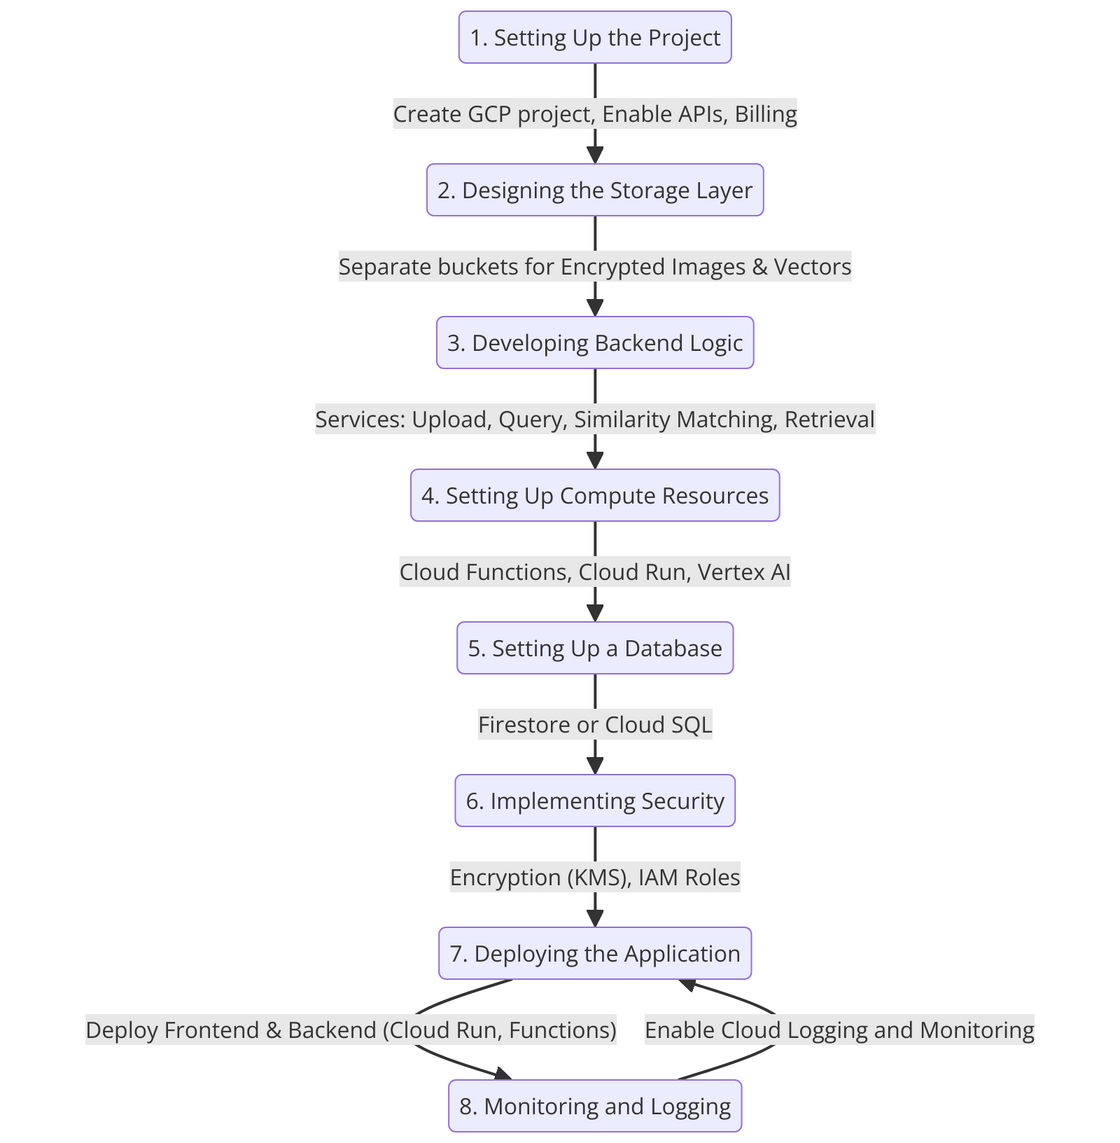 1. Setting Up the Project
Create GCP project, Enable APIs, Billing
2. Designing the Storage Layer
Separate buckets for Encrypted Images & Vectors
3. Developing Backend Logic
Services: Upload, Query, Similarity Matching, Retrieval
4. Setting Up Compute Resources
Cloud Functions, Cloud Run, Vertex AI
5. Setting Up a Database
Firestore or Cloud SQL
6. Implementing Security
Encryption (KMS), IAM Roles
7. Deploying the Application
Deploy Frontend & Backend (Cloud Run, Functions)
Enable Cloud Logging and Monitoring
8. Monitoring and Logging